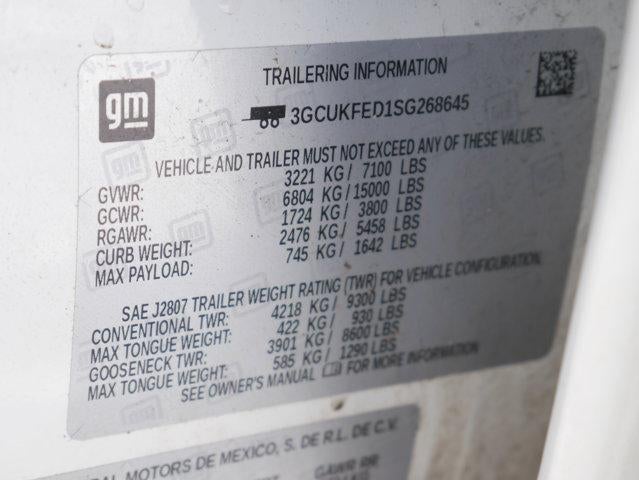 TRAILERING INFORMATION
gm
3GCUKFED1SG268645
VEHICLE AND TRAILER MUST NOT EXCEED ANY OF THESE VALUES.
GVWR: 3221 KG / 7100 LBS
GCWR: 6804 KG / 15000 LBS
RGAWR: 1724 KG / 3800 LBS
CURB WEIGHT: 2476 KG / 5458 LBS
MAX PAYLOAD: 745 KG / 1642 LBS
SAE J2807 TRAILER WEIGHT RATING (TWR) FOR VEHICLE CONFIGURATION.
CONVENTIONAL TWR: 4218 KG / 9300 LBS
MAX TONGUE WEIGHT: 422 KG / 930 LBS
GOOSENECK TWR: 3901 KG / 8600 LBS
MAX TONGUE WEIGHT: 585 KG / 1290 LBS
SEE OWNER'S MANUAL FOR MORE INFORMATION
MOTORS DE MEXICO, S. DE R.L. DE C.V.
GAWR RR